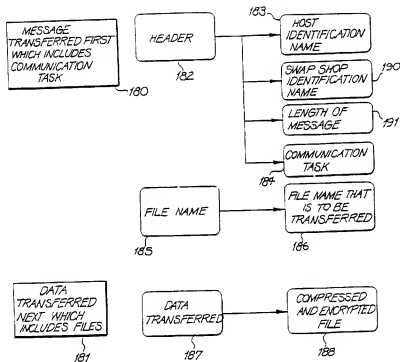 MESSAGE
TRANSFERRED FIRST
WHICH INCLUDES
COMMUNICATION
TASK
180
HEADER
182
183
HOST
IDENTIFICATION
NAME
SWAP SHOP
IDENTIFICATION
NAME
190
LENGTH OF
MESSAGE
191
COMMUNICATION
TASK
184
FILE NAME
185
FILE NAME THAT
IS TO BE
TRANSFERRED
186
DATA
TRANSFERRED
NEXT WHICH
INCLUDES FILES
181
DATA
TRANSFERRED
187
COMPRESSED
AND ENCRYPTED
FILE
188